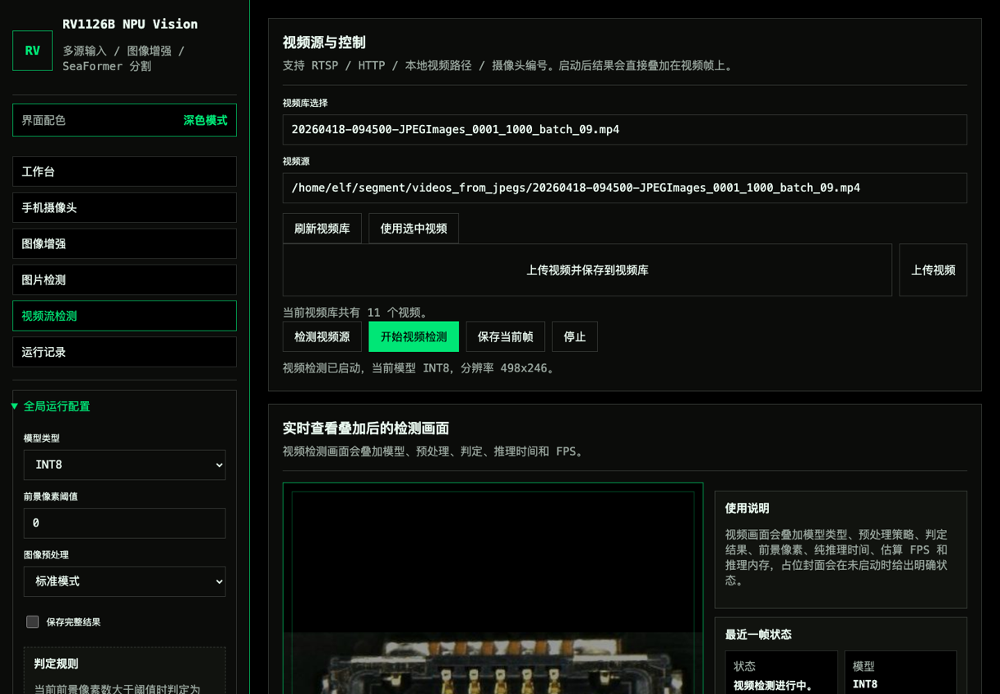 RV
RV1126B NPU Vision
多源输入 / 图像增强 /
SeaFormer 分割
界面配色
深色模式
工作台
手机摄像头
图像增强
图片检测
视频流检测
运行记录
▼ 全局运行配置
模型类型
INT8
前景像素阈值
0
图像预处理
标准模式
保存完整结果
判定规则
当前前景像素数大于阈值时判定为
视频源与控制
支持 RTSP / HTTP / 本地视频路径 / 摄像头编号。启动后结果会直接叠加在视频帧上。
视频库选择
20260418-094500-JPEGImages_0001_1000_batch_09.mp4
视频源
/home/elf/segment/videos_from_jpegs/20260418-094500-JPEGImages_0001_1000_batch_09.mp4
刷新视频库
使用选中视频
上传视频并保存到视频库
上传视频
当前视频库共有 11 个视频。
检测视频源
开始视频检测
保存当前帧
停止
视频检测已启动，当前模型 INT8，分辨率 498x246。
实时查看叠加后的检测画面
视频检测画面会叠加模型、预处理、判定、推理时间和 FPS。
使用说明
视频画面会叠加模型类型、预处理策略、判定
结果、前景像素、纯推理时间、估算 FPS 和
推理内存，占位封面会在未启动时给出明确状
态。
最近一帧状态
状态
视频检测进行中。
模型
INT8